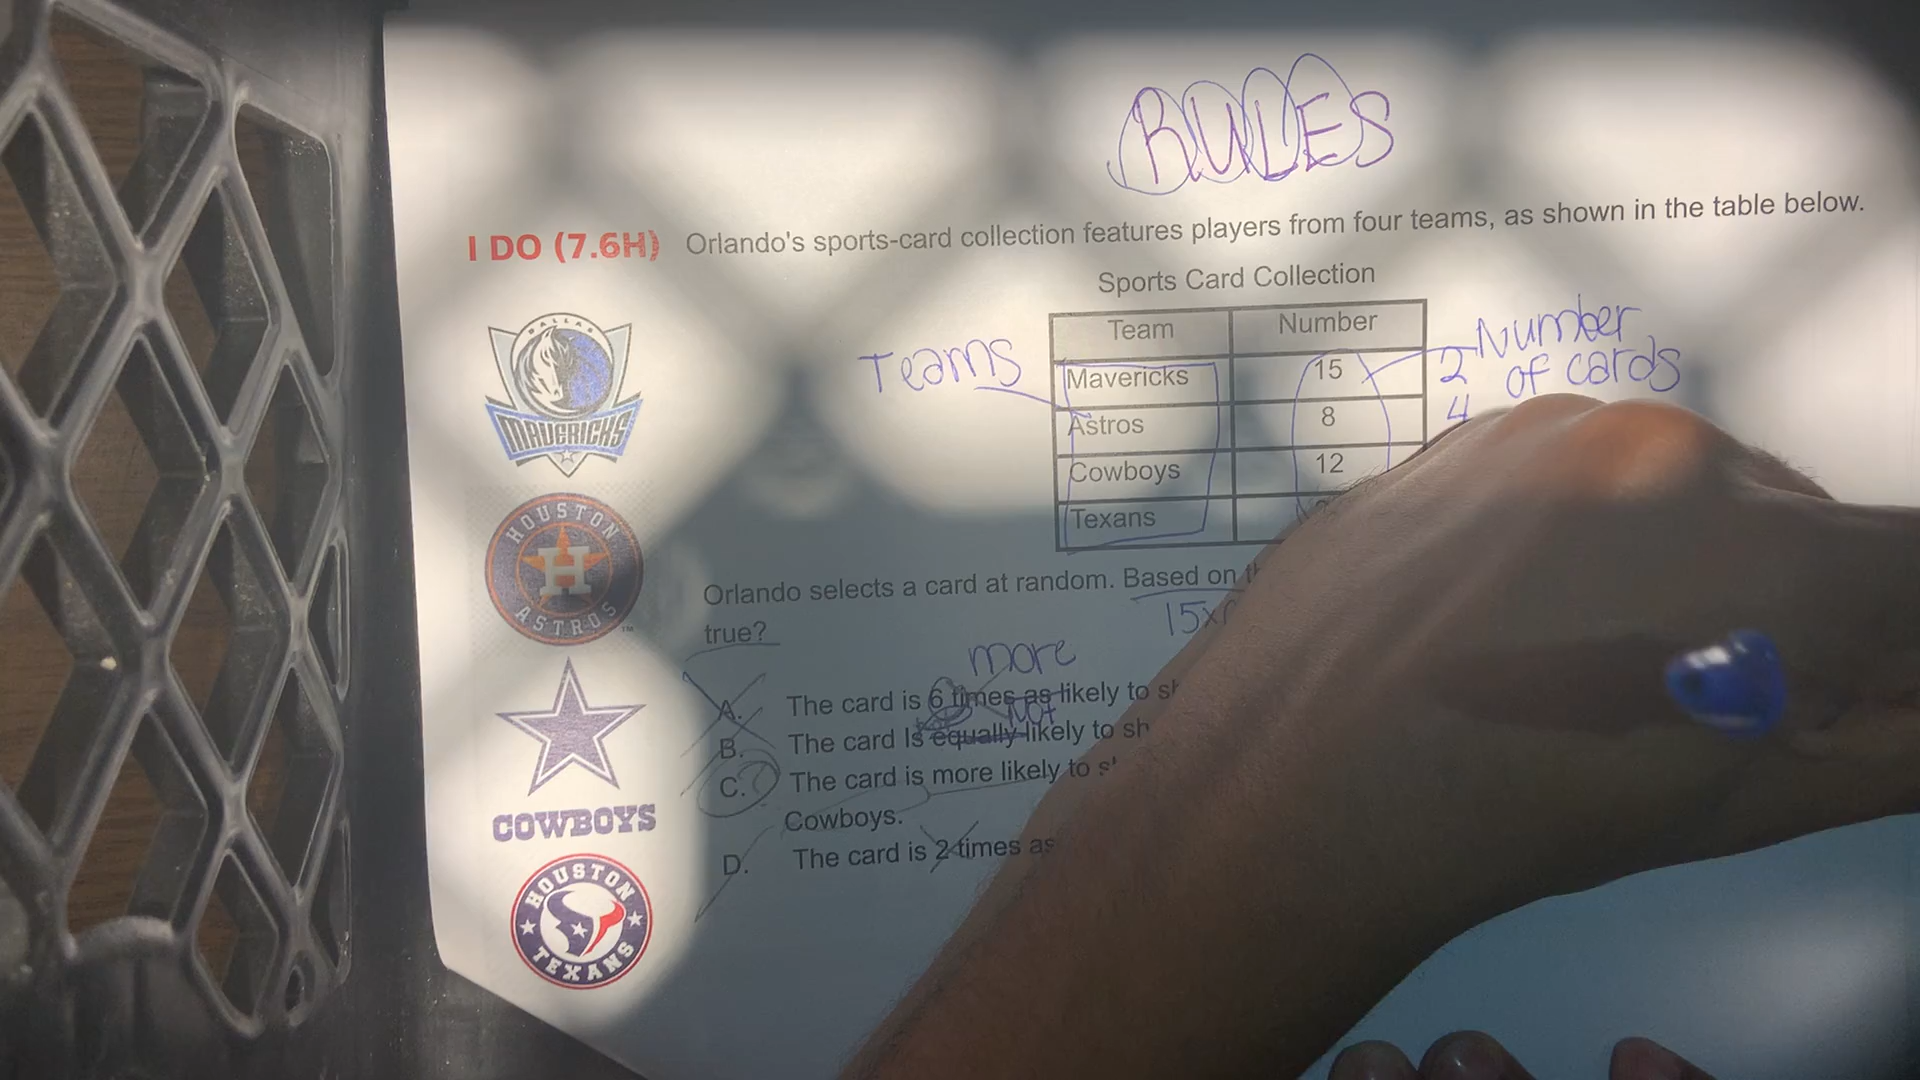 RULES
I DO (7.6H) Orlando's sports-card collection features players from four teams, as shown in the table below.
Sports Card Collection
Team Number
Teams
Number
of cards
Mavericks 15 2
Astros 8 4
Cowboys 12
Texans
DALLAS
MAVERICKS
HOUSTON
H
ASTROS
TM
COWBOYS
HOUSTON
TEXANS
Orlando selects a card at random. Based on
true?
more
A. The card is 6 times as likely to
Not
B. The card Is equally likely to
C. The card is more likely to
Cowboys.
D. The card is 2 times as